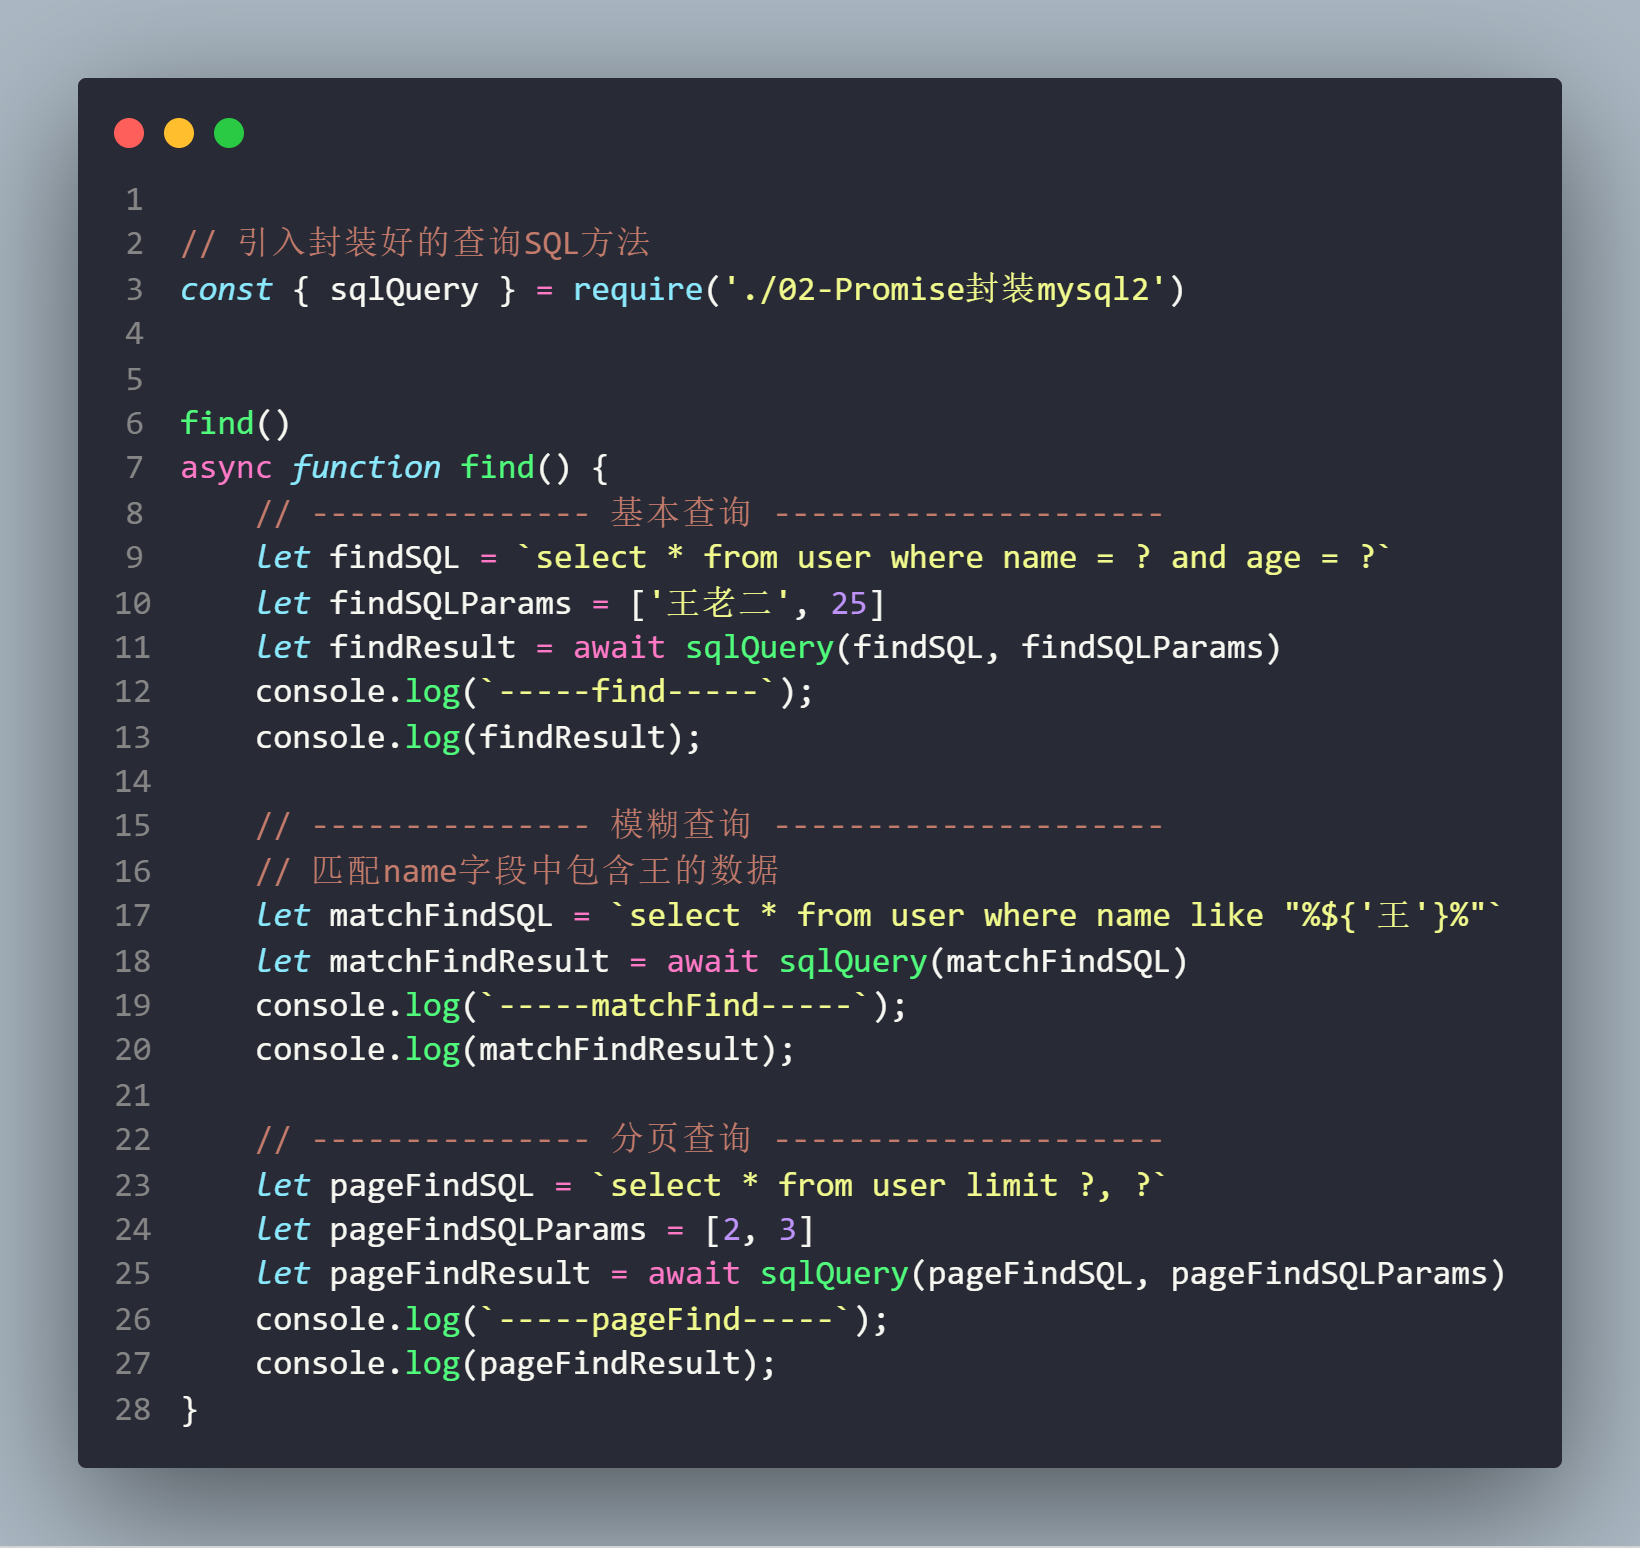 1
2 // 引入封装好的查询SQL方法
3 const { sqlQuery } = require('./02-Promise封装mysql2')
4
5
6 find()
7 async function find() {
8     // --------------- 基本查询 ---------------------
9     let findSQL = `select * from user where name = ? and age = ?`
10     let findSQLParams = ['王老二', 25]
11     let findResult = await sqlQuery(findSQL, findSQLParams)
12     console.log(`-----find-----`);
13     console.log(findResult);
14
15     // --------------- 模糊查询 ---------------------
16     // 匹配name字段中包含王的数据
17     let matchFindSQL = `select * from user where name like "%${'王'}%"`
18     let matchFindResult = await sqlQuery(matchFindSQL)
19     console.log(`-----matchFind-----`);
20     console.log(matchFindResult);
21
22     // --------------- 分页查询 ---------------------
23     let pageFindSQL = `select * from user limit ?, ?`
24     let pageFindSQLParams = [2, 3]
25     let pageFindResult = await sqlQuery(pageFindSQL, pageFindSQLParams)
26     console.log(`-----pageFind-----`);
27     console.log(pageFindResult);
28 }